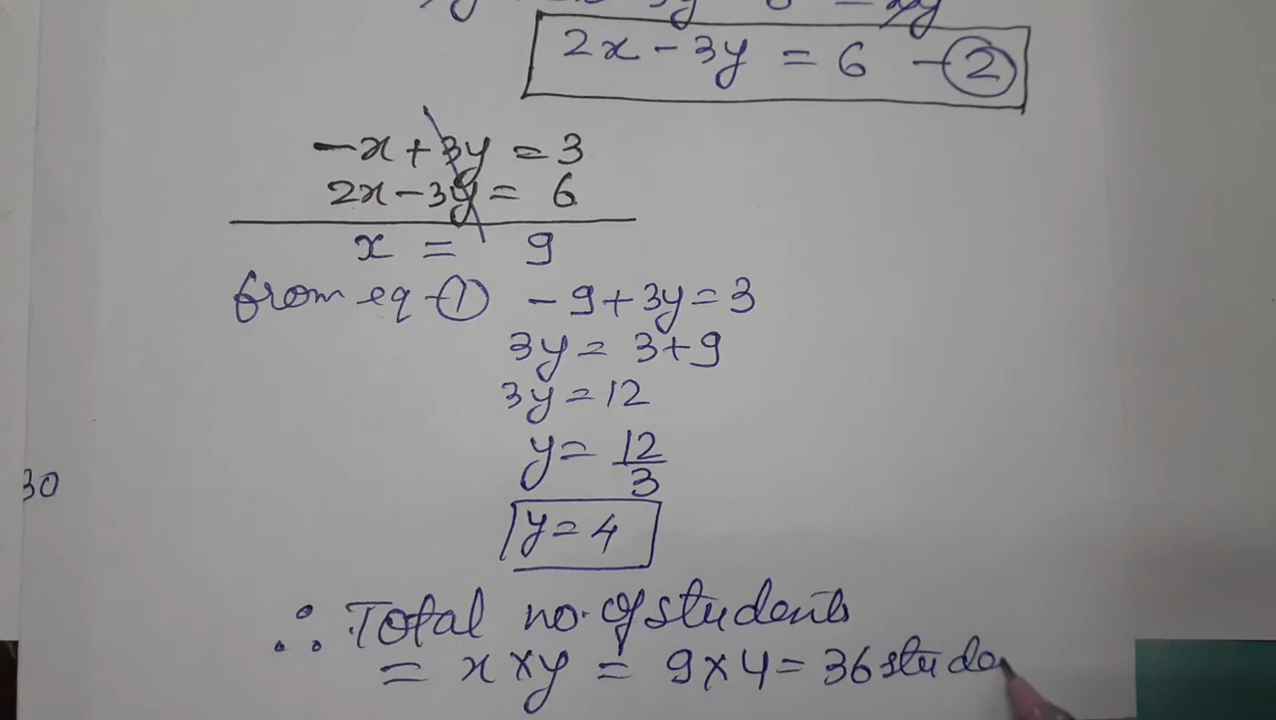 2x - 3y = 6 - ②
-x + 3y = 3
2x - 3y = 6
x = 9
from eq - ① - 9 + 3y = 3
3y = 3 + 9
3y = 12
y = 12/3
30
y = 4
∴ Total no. of students
= x × y = 9 × 4 = 36 stude